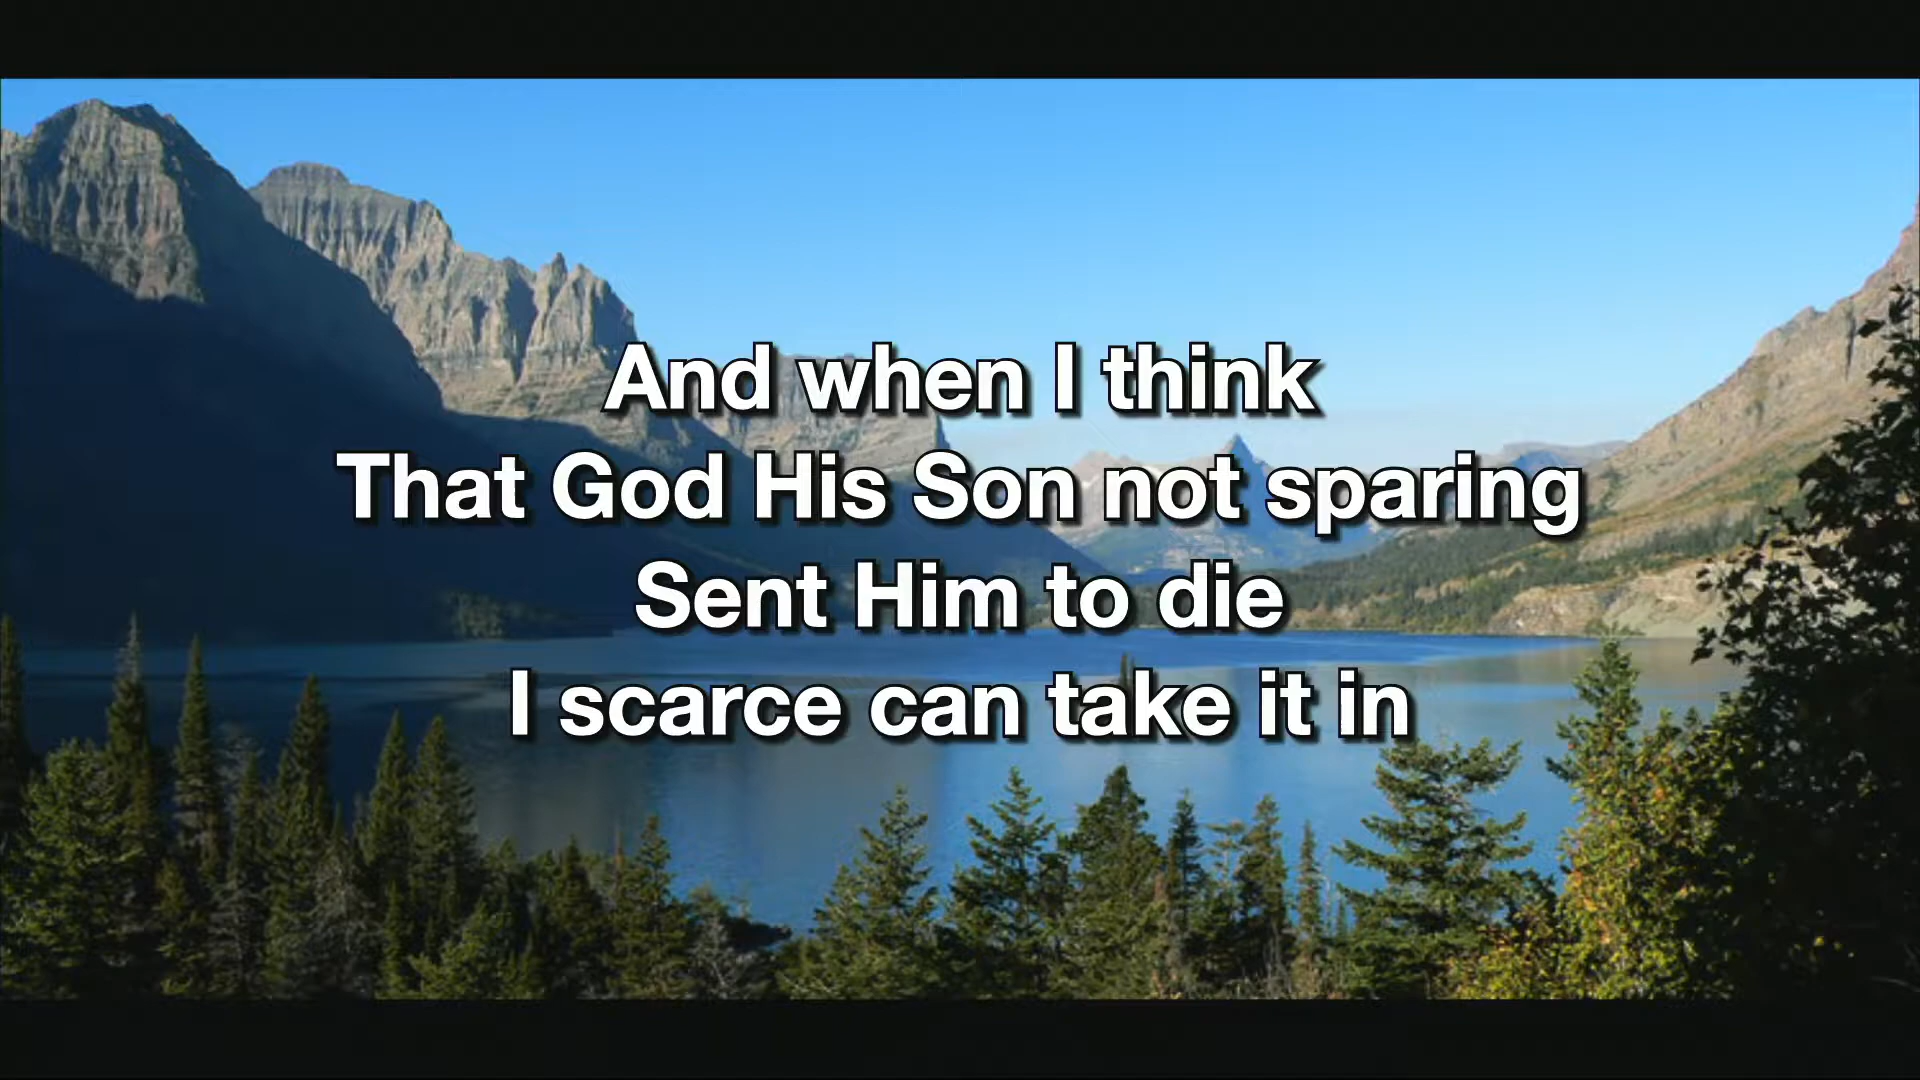 And when I think
That God His Son not sparing
Sent Him to die
I scarce can take it in